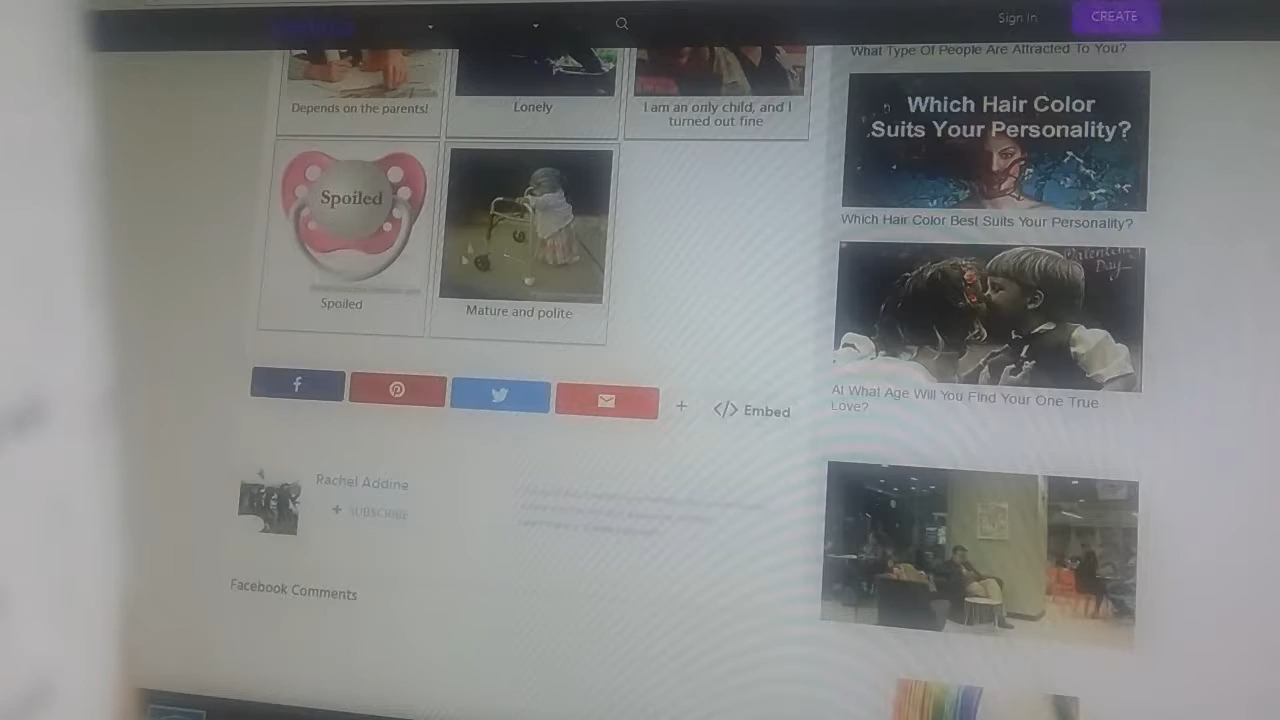 Sign In
CREATE
Depends on the parents!
Lonely
I am an only child, and I
turned out fine
Spoiled
Spoiled
Mature and polite
Embed
Rachel Addine
+ SUBSCRIBE
Facebook Comments
What Type Of People Are Attracted To You?
Which Hair Color
Suits Your Personality?
Which Hair Color Best Suits Your Personality?
Valentine
Day
At What Age Will You Find Your One True
Love?